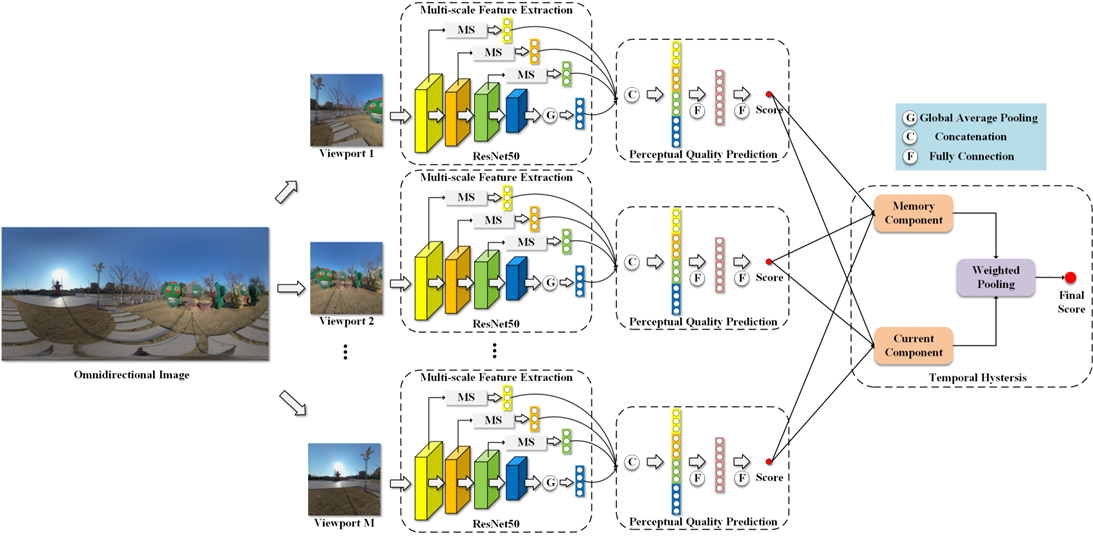 Multi-scale Feature Extraction
MS
MS
MS
G
ResNet50
Viewport 1
C
F
F
Score
Perceptual Quality Prediction
G Global Average Pooling
C Concatenation
F Fully Connection
Multi-scale Feature Extraction
MS
MS
MS
G
ResNet50
Viewport 2
C
F
F
Score
Perceptual Quality Prediction
Omnidirectional Image
Multi-scale Feature Extraction
MS
MS
MS
G
ResNet50
Viewport M
C
F
F
Score
Perceptual Quality Prediction
Memory
Component
Weighted
Pooling
Final
Score
Current
Component
Temporal Hystersis